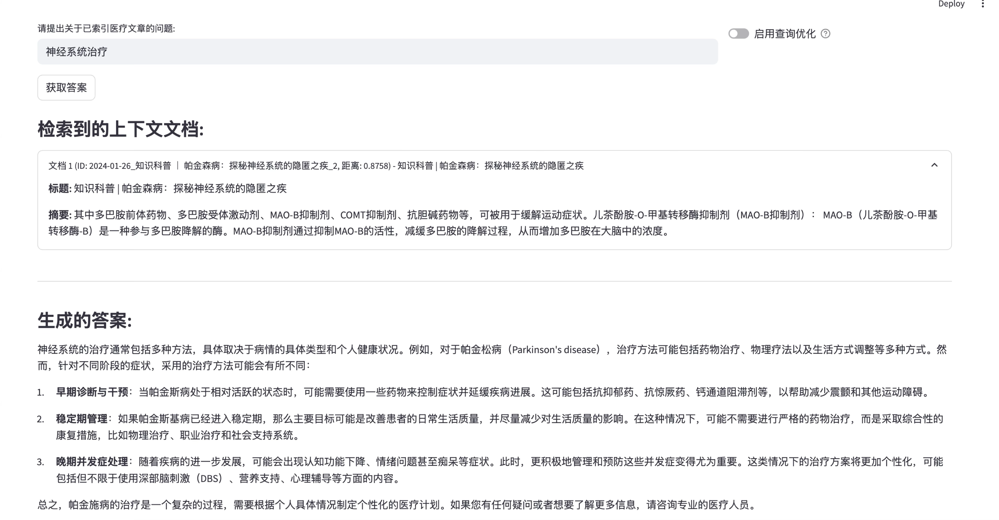 Deploy
请提出关于已索引医疗文章的问题:
启用查询优化
神经系统治疗
获取答案
检索到的上下文文档:
文档 1 (ID: 2024-01-26_知识科普 ｜ 帕金森病：探秘神经系统的隐匿之疾_2, 距离: 0.8758) - 知识科普 | 帕金森病：探秘神经系统的隐匿之疾
标题: 知识科普 | 帕金森病：探秘神经系统的隐匿之疾
摘要: 其中多巴胺前体药物、多巴胺受体激动剂、MAO-B抑制剂、COMT抑制剂、抗胆碱药物等，可被用于缓解运动症状。儿茶酚胺-O-甲基转移酶抑制剂（MAO-B抑制剂）： MAO-B（儿茶酚胺-O-甲基
转移酶-B）是一种参与多巴胺降解的酶。MAO-B抑制剂通过抑制MAO-B的活性，减缓多巴胺的降解过程，从而增加多巴胺在大脑中的浓度。
生成的答案:
神经系统的治疗通常包括多种方法，具体取决于病情的具体类型和个人健康状况。例如，对于帕金松病（Parkinson's disease），治疗方法可能包括药物治疗、物理疗法以及生活方式调整等多种方式。然
而，针对不同阶段的症状，采用的治疗方法可能会有所不同：
1. 早期诊断与干预：当帕金斯病处于相对活跃的状态时，可能需要使用一些药物来控制症状并延缓疾病进展。这可能包括抗抑郁药、抗惊厥药、钙通道阻滞剂等，以帮助减少震颤和其他运动障碍。
2. 稳定期管理：如果帕金斯基病已经进入稳定期，那么主要目标可能是改善患者的日常生活质量，并尽量减少对生活质量的影响。在这种情况下，可能不需要进行严格的药物治疗，而是采取综合性的
康复措施，比如物理治疗、职业治疗和社会支持系统。
3. 晚期并发症处理：随着疾病的进一步发展，可能会出现认知功能下降、情绪问题甚至痴呆等症状。此时，更积极地管理和预防这些并发症变得尤为重要。这类情况下的治疗方案将更加个性化，可能
包括但不限于使用深部脑刺激（DBS）、营养支持、心理辅导等方面的内容。
总之，帕金施病的治疗是一个复杂的过程，需要根据个人具体情况制定个性化的医疗计划。如果您有任何疑问或者想要了解更多信息，请咨询专业的医疗人员。